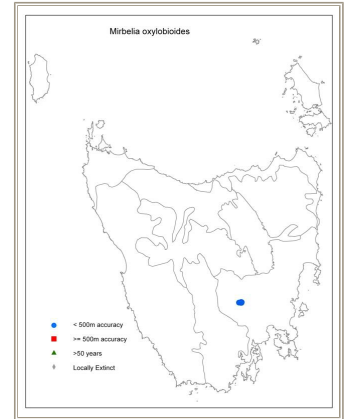 Mirbelia oxylobioides
< 500m accuracy
>= 500m accuracy
>50 years
Locally Extinct